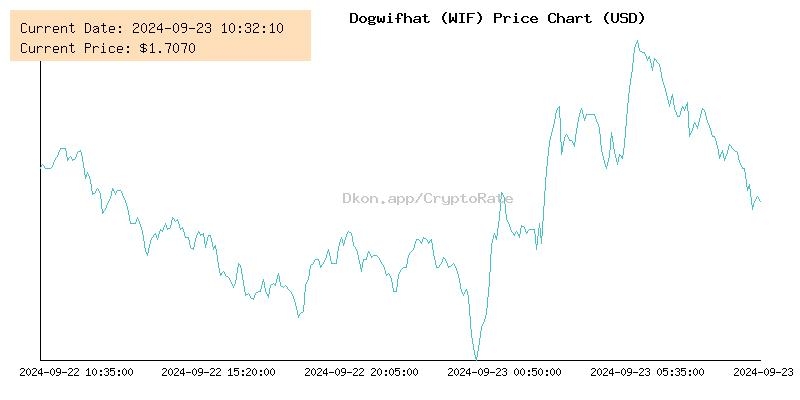 Dogwifhat (WIF) Price Chart (USD)
Current Date: 2024-09-23 10:32:10
Current Price: $1.7070
Dkon.app/CryptoRate
2024-09-22 10:35:00
2024-09-22 15:20:00
2024-09-22 20:05:00
2024-09-23 00:50:00
2024-09-23 05:35:00
2024-09-23